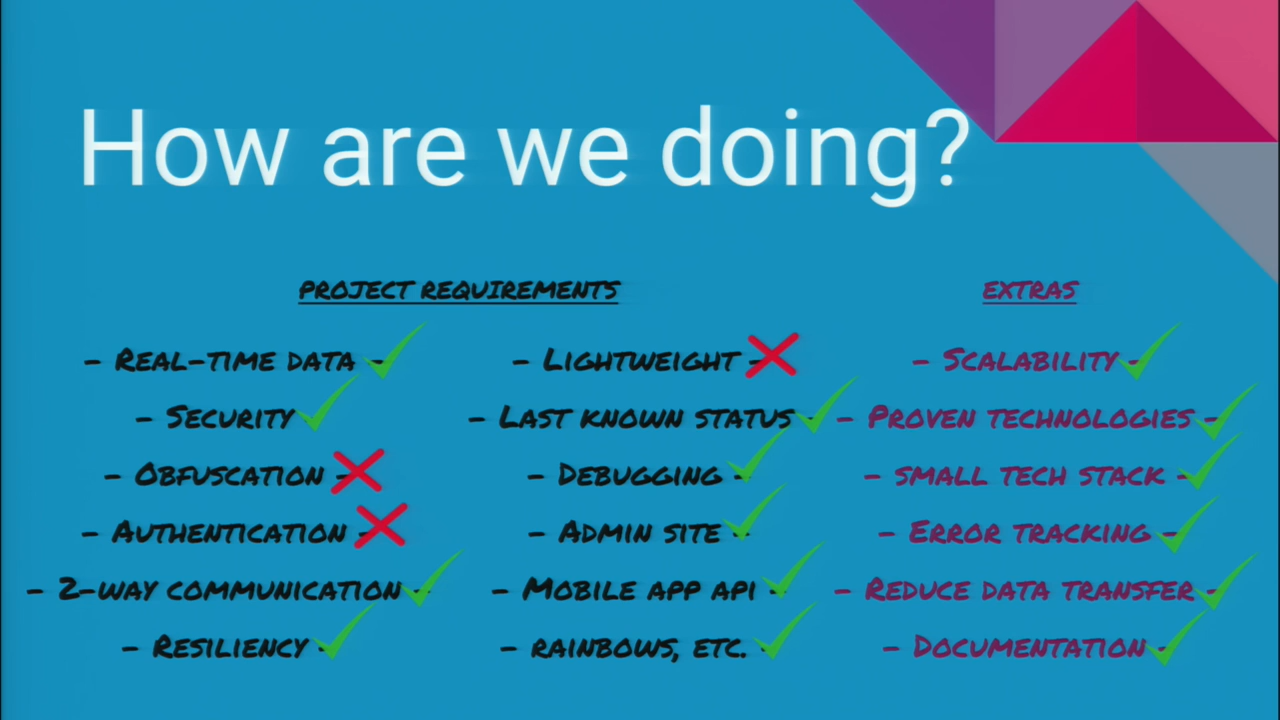 How are we doing?
PROJECT REQUIREMENTS
- REAL-TIME DATA -
- SECURITY
- OBFUSCATION -
- AUTHENTICATION -
- 2-WAY COMMUNICATION -
- RESILIENCY -
- LIGHTWEIGHT -
- LAST KNOWN STATUS -
- DEBUGGING -
- ADMIN SITE -
- MOBILE APP API -
- RAINBOWS, ETC. -
EXTRAS
- SCALABILITY -
- PROVEN TECHNOLOGIES -
- SMALL TECH STACK -
- ERROR TRACKING -
- REDUCE DATA TRANSFER -
- DOCUMENTATION -